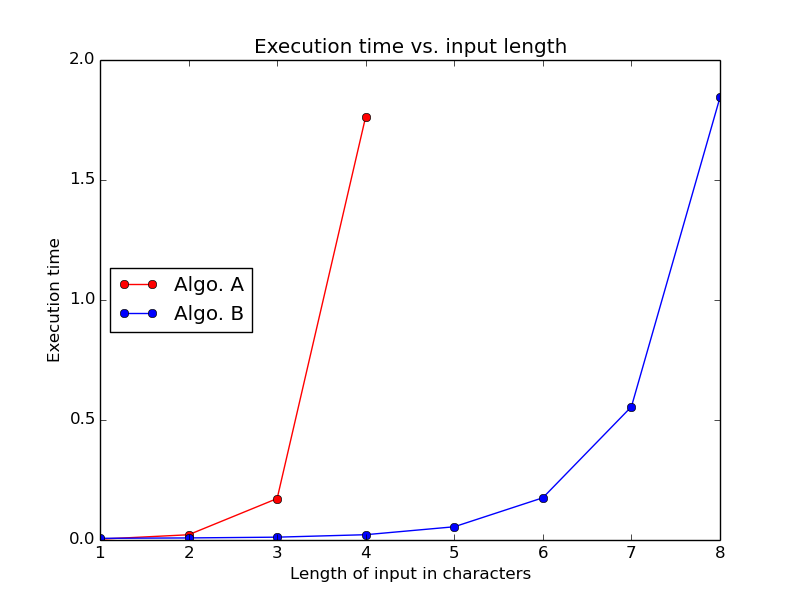 Execution time vs. input length
2.0
1.5
1.0
0.5
0.0
Execution time
Algo. A
Algo. B
1 2 3 4 5 6 7 8
Length of input in characters